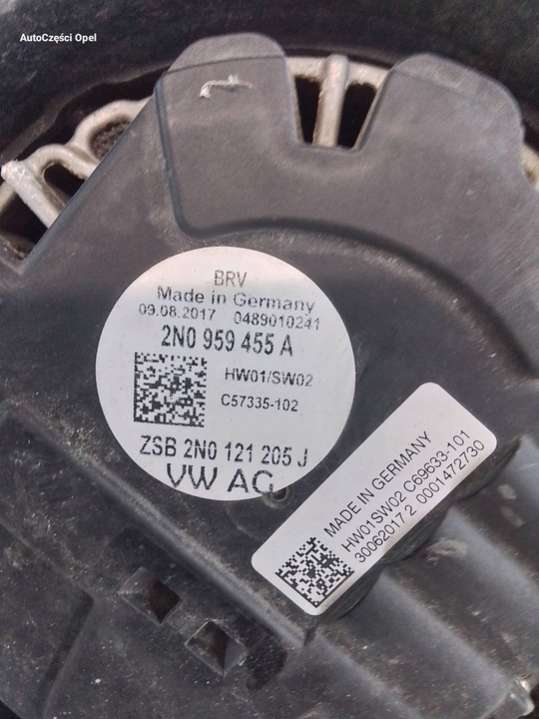 AutoCzęści Opel
BRV
Made in Germany
09.08.2017 0489010241
2N0 959 455 A
HW01/SW02
C57335-102
ZSB 2N0 121 205 J
VW AG
MADE IN GERMANY
HW01SW02 C69633-101
30062017 2 0001472730